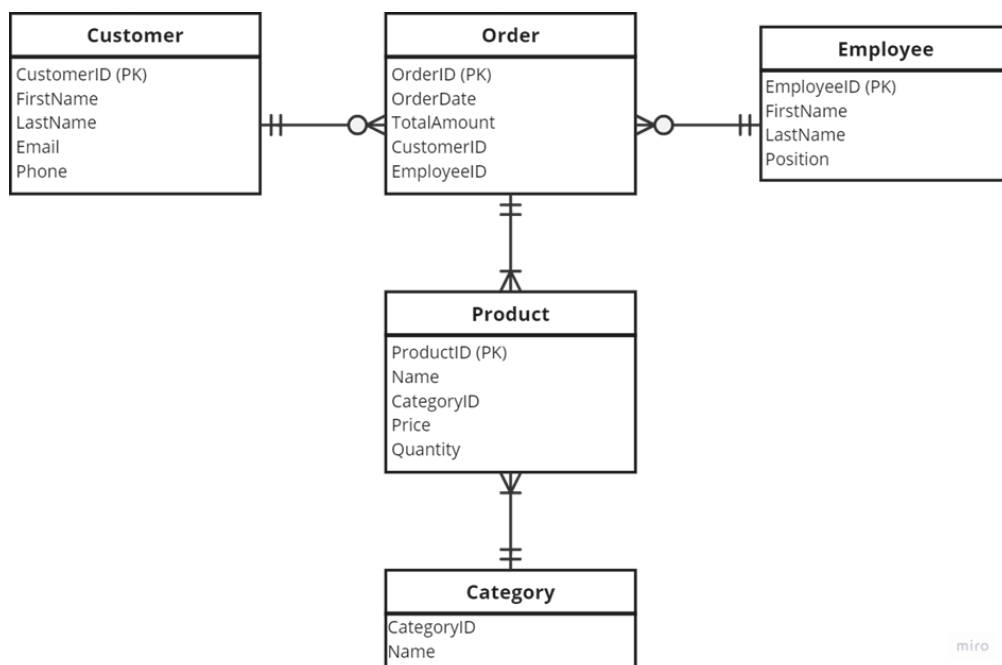 Customer
CustomerID (PK)
FirstName
LastName
Email
Phone
Order
OrderID (PK)
OrderDate
TotalAmount
CustomerID
EmployeeID
Employee
EmployeeID (PK)
FirstName
LastName
Position
Product
ProductID (PK)
Name
CategoryID
Price
Quantity
Category
CategoryID
Name
miro